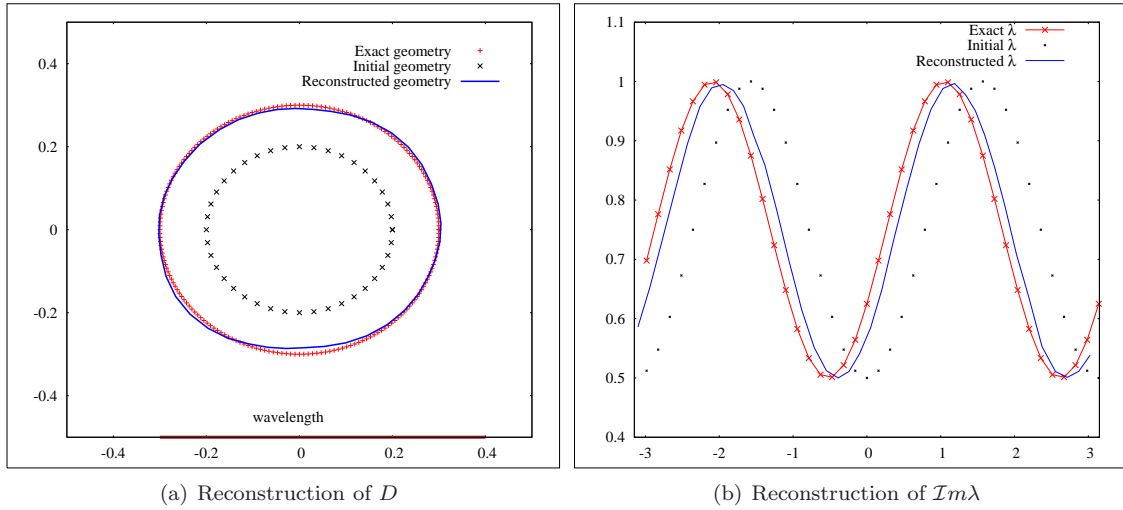 0.4
0.2
0
-0.2
-0.4
-0.4
-0.2
0
0.2
0.4
Exact geometry
Initial geometry
Reconstructed geometry
wavelength
(a) Reconstruction of D
1.1
1
0.9
0.8
0.7
0.6
0.5
0.4
-3
-2
-1
0
1
2
3
Exact λ
Initial λ
Reconstructed λ
(b) Reconstruction of ℐmλ